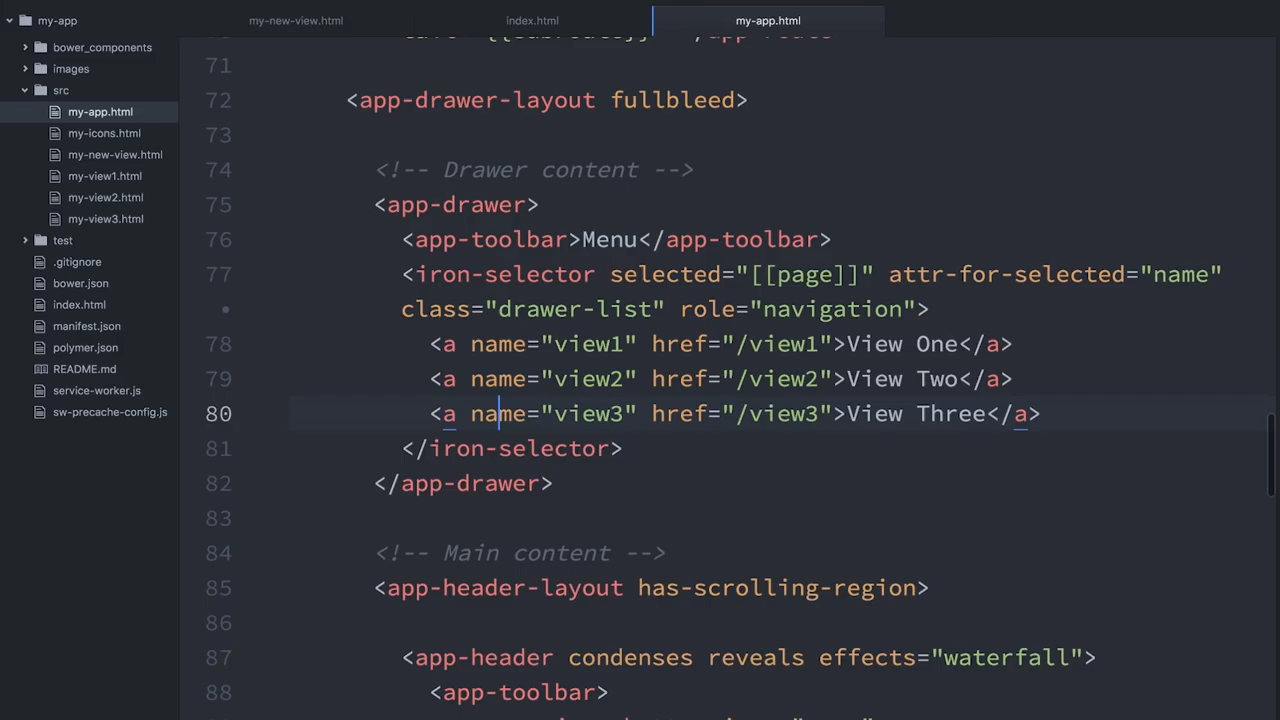 my-app
bower_components
images
src
my-app.html
my-icons.html
my-new-view.html
my-view1.html
my-view2.html
my-view3.html
test
.gitignore
bower.json
index.html
manifest.json
polymer.json
README.md
service-worker.js
sw-precache-config.js
my-new-view.html index.html my-app.html
71
72 <app-drawer-layout fullbleed>
73
74 <!-- Drawer content -->
75 <app-drawer>
76 <app-toolbar>Menu</app-toolbar>
77 <iron-selector selected="[[page]]" attr-for-selected="name"
• class="drawer-list" role="navigation">
78 <a name="view1" href="/view1">View One</a>
79 <a name="view2" href="/view2">View Two</a>
80 <a name="view3" href="/view3">View Three</a>
81 </iron-selector>
82 </app-drawer>
83
84 <!-- Main content -->
85 <app-header-layout has-scrolling-region>
86
87 <app-header condenses reveals effects="waterfall">
88 <app-toolbar>